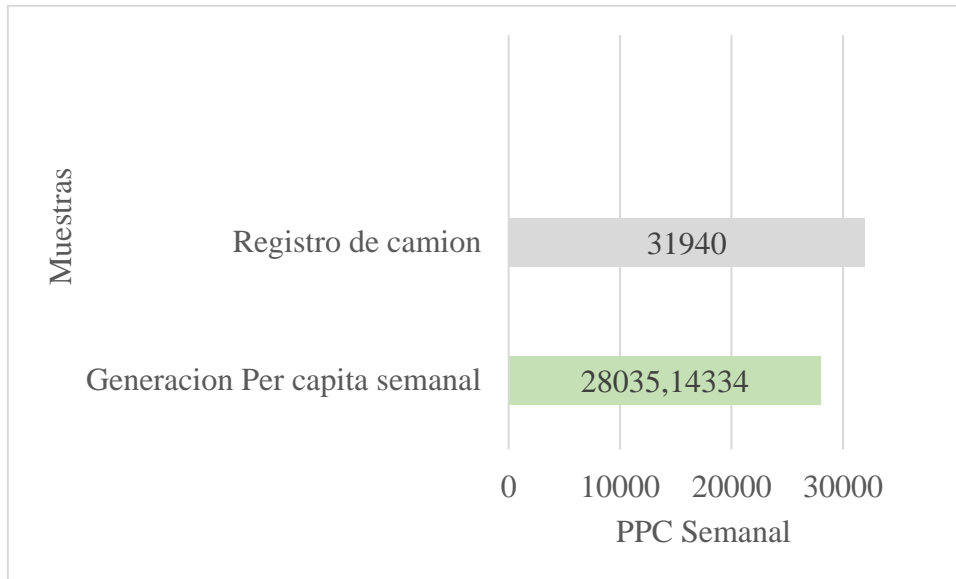 Muestras
Registro de camion
31940
Generacion Per capita semanal
28035,14334
0 10000 20000 30000
PPC Semanal